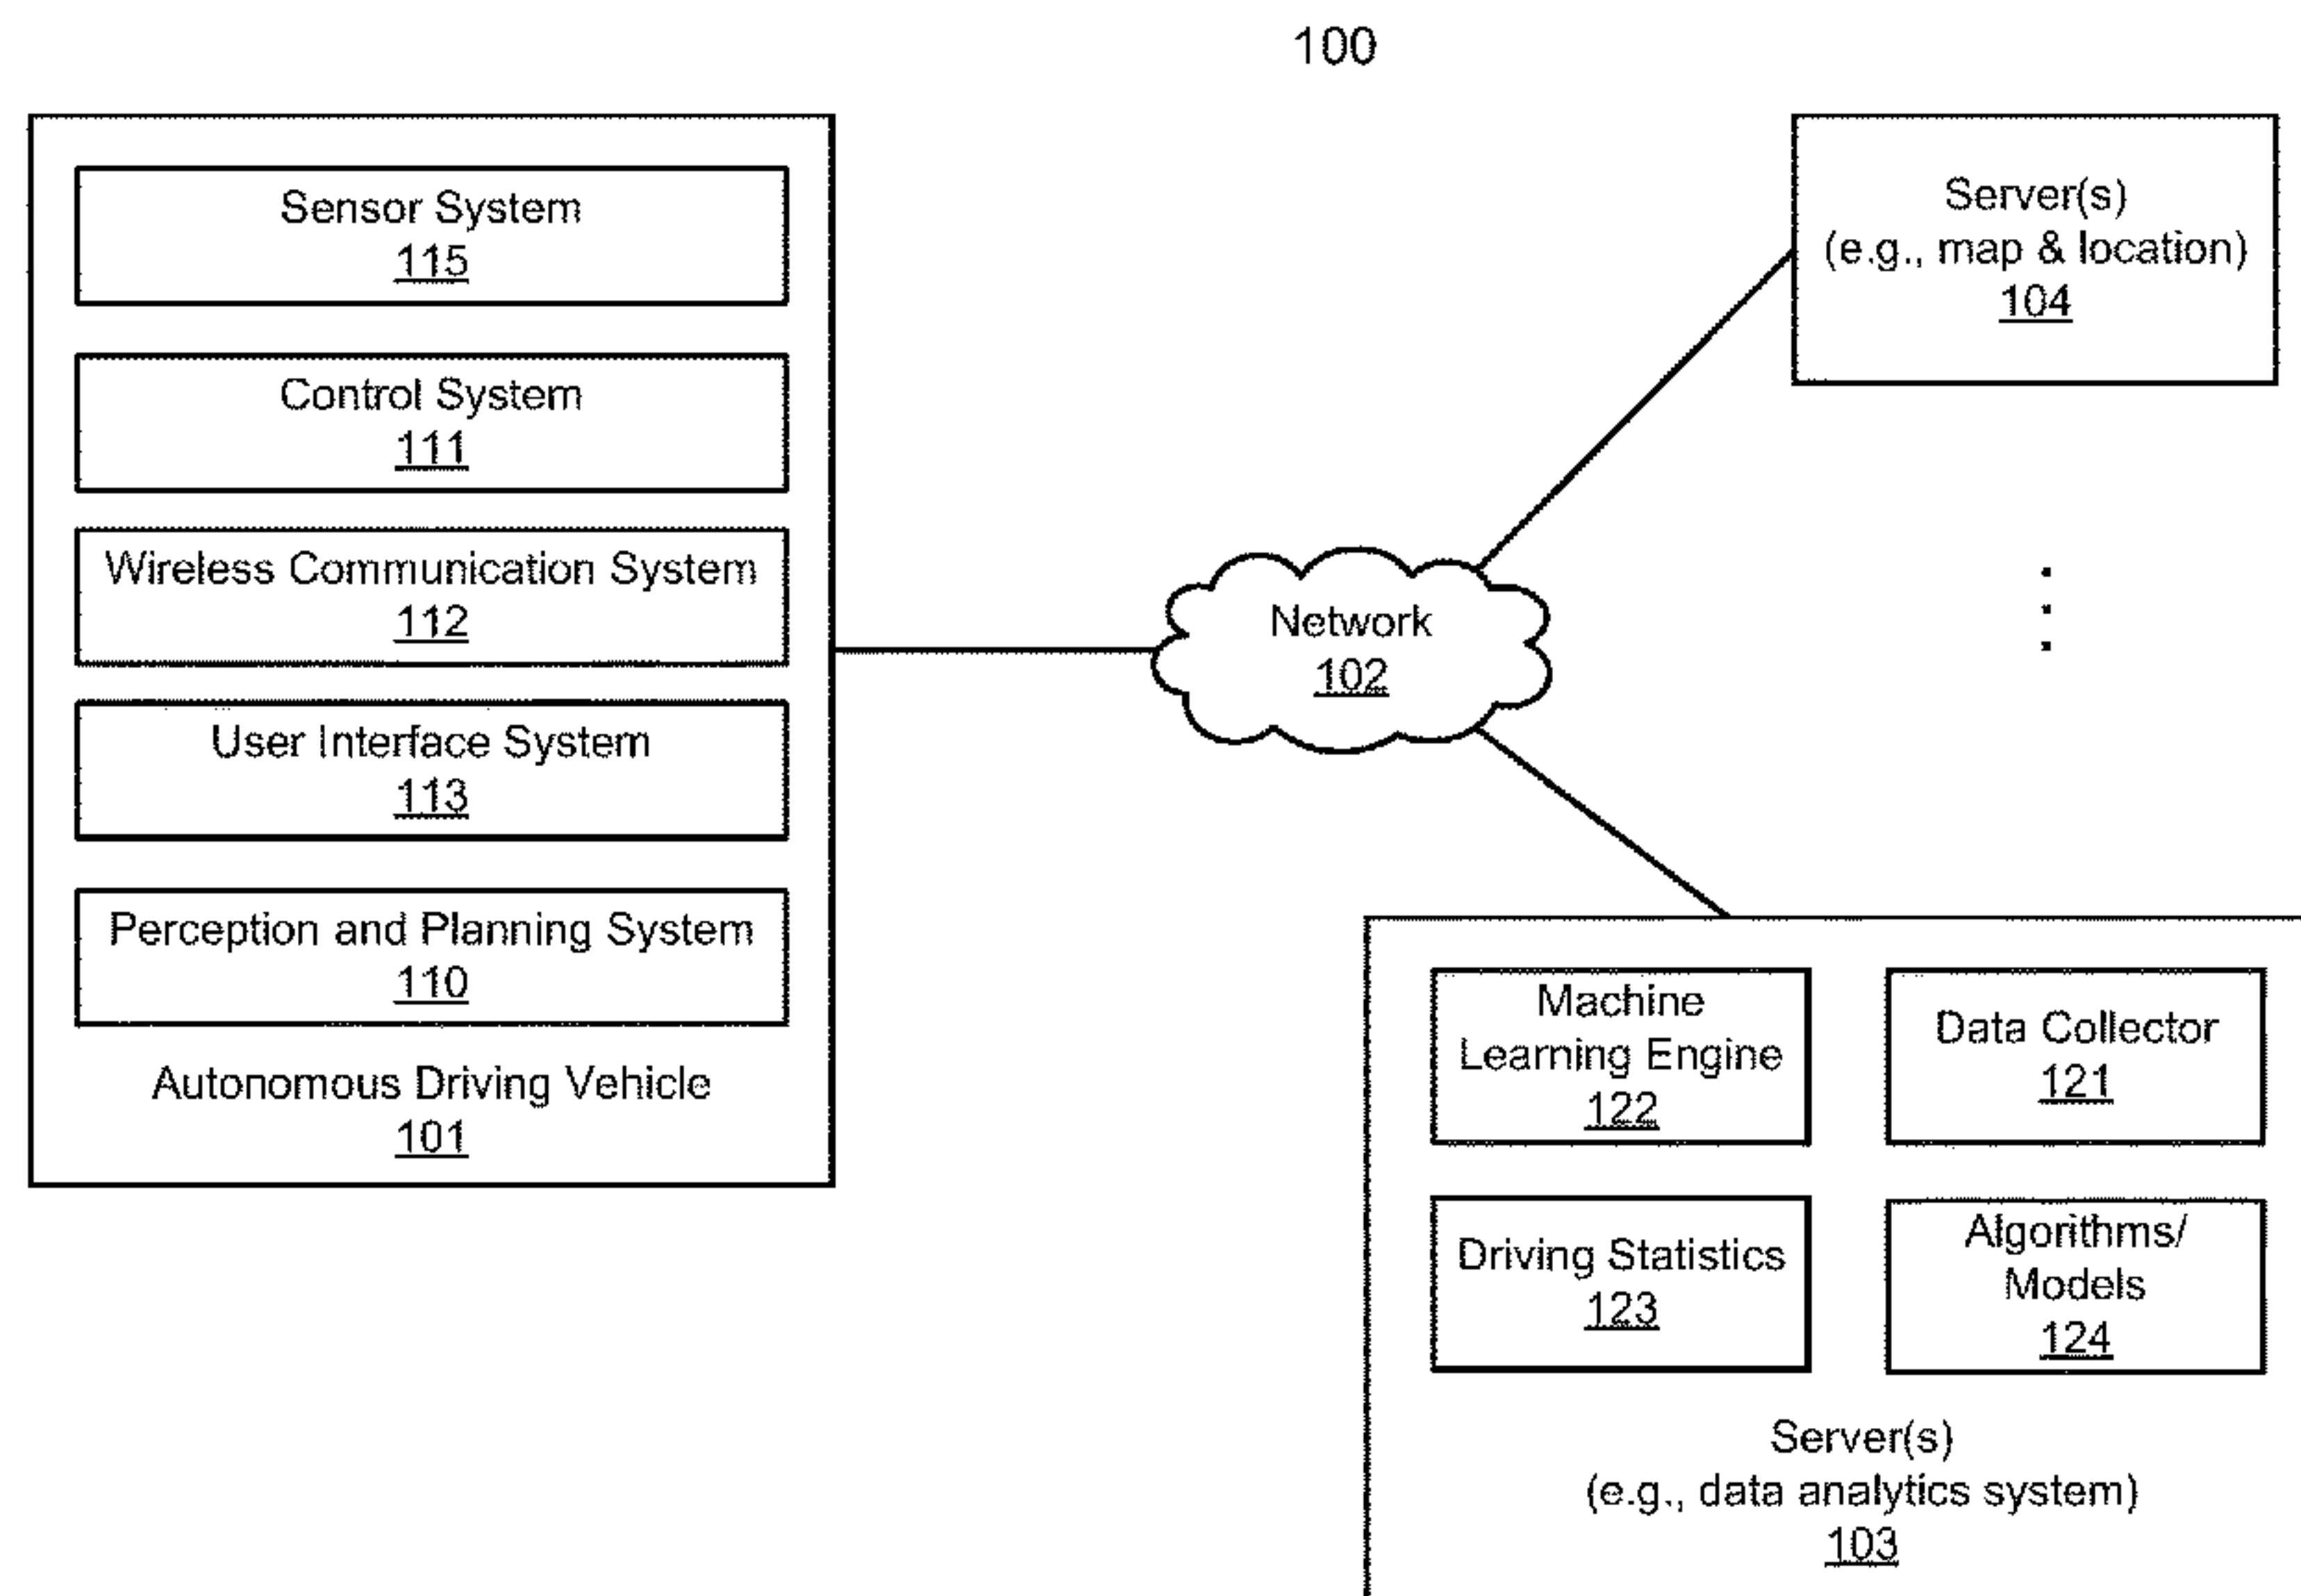 100
Sensor System
115
Control System
111
Wireless Communication System
112
User Interface System
113
Perception and Planning System
110
Autonomous Driving Vehicle
101
Network
102
Server(s)
(e.g., map & location)
104
Machine
Learning Engine
122
Data Collector
121
Driving Statistics
123
Algorithms/
Models
124
Server(s)
(e.g., data analytics system)
103